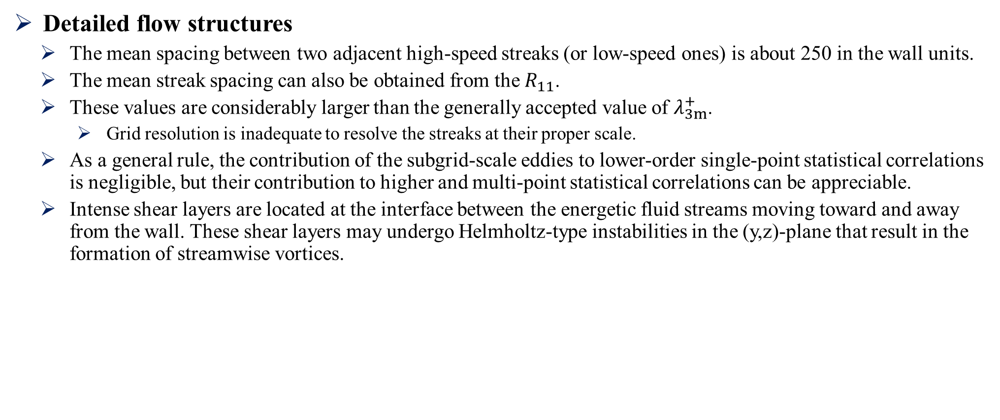 ➢ Detailed flow structures
➢ The mean spacing between two adjacent high-speed streaks (or low-speed ones) is about 250 in the wall units.
➢ The mean streak spacing can also be obtained from the 𝑅₁₁.
➢ These values are considerably larger than the generally accepted value of $\lambda_{3\mathrm{m}}^{+}$.
➢ Grid resolution is inadequate to resolve the streaks at their proper scale.
➢ As a general rule, the contribution of the subgrid-scale eddies to lower-order single-point statistical correlations
is negligible, but their contribution to higher and multi-point statistical correlations can be appreciable.
➢ Intense shear layers are located at the interface between the energetic fluid streams moving toward and away
from the wall. These shear layers may undergo Helmholtz-type instabilities in the (y,z)-plane that result in the
formation of streamwise vortices.